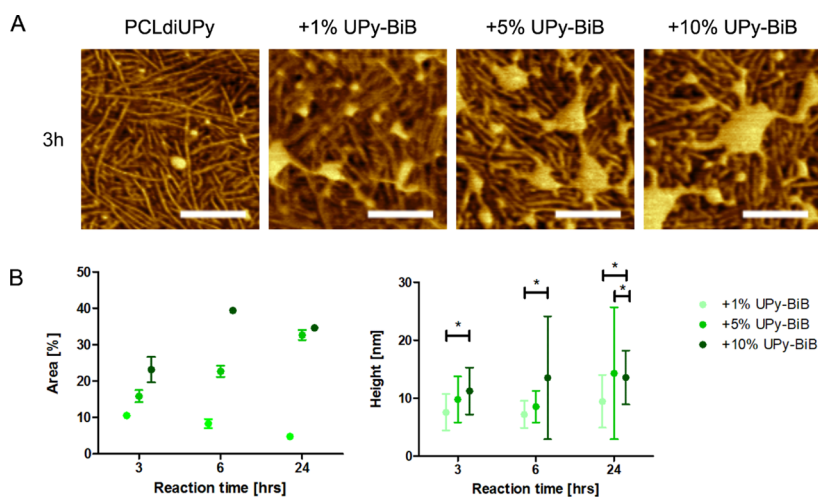 A
PCLdiUPy +1% UPy-BiB +5% UPy-BiB +10% UPy-BiB
3h
B
50
40
30
20
10
0
Area [%]
3 6 24
Reaction time [hrs]
30
20
10
0
Height [nm]
* * * *
3 6 24
Reaction time [hrs]
+1% UPy-BiB
+5% UPy-BiB
+10% UPy-BiB